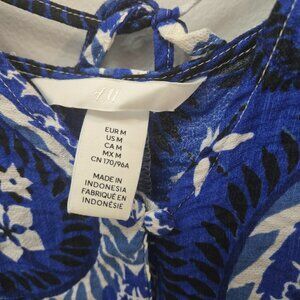 H&M
EUR M
US M
CA M
MX M
CN 170/96A
MADE IN
INDONESIA
FABRIQUÉ EN
INDONÉSIE